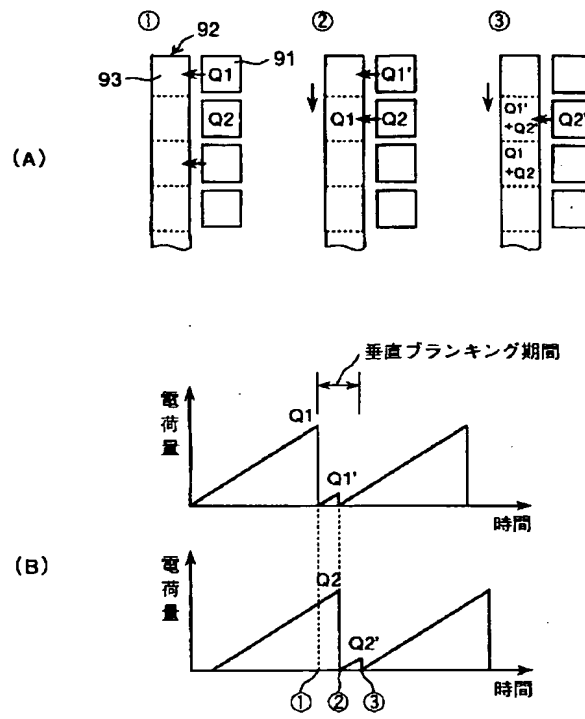 ① ② ③
92
91
93
Q1
Q1'
Q2
Q1
Q2
Q1'
+Q2'
Q2'
Q1
+Q2
(A)
垂直ブランキング期間
電荷量
Q1
Q1'
時間
(B)
電荷量
Q2
Q2'
時間
① ② ③